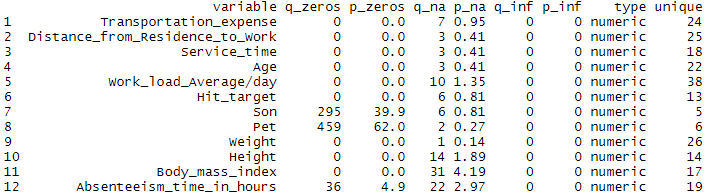 variable q_zeros p_zeros q_na p_na q_inf p_inf type unique
1 Transportation_expense 0 0.0 7 0.95 0 0 numeric 24
2 Distance_from_Residence_to_Work 0 0.0 3 0.41 0 0 numeric 25
3 Service_time 0 0.0 3 0.41 0 0 numeric 18
4 Age 0 0.0 3 0.41 0 0 numeric 22
5 Work_load_Average/day 0 0.0 10 1.35 0 0 numeric 38
6 Hit_target 0 0.0 6 0.81 0 0 numeric 13
7 Son 295 39.9 6 0.81 0 0 numeric 5
8 Pet 459 62.0 2 0.27 0 0 numeric 6
9 Weight 0 0.0 1 0.14 0 0 numeric 26
10 Height 0 0.0 14 1.89 0 0 numeric 14
11 Body_mass_index 0 0.0 31 4.19 0 0 numeric 17
12 Absenteeism_time_in_hours 36 4.9 22 2.97 0 0 numeric 19